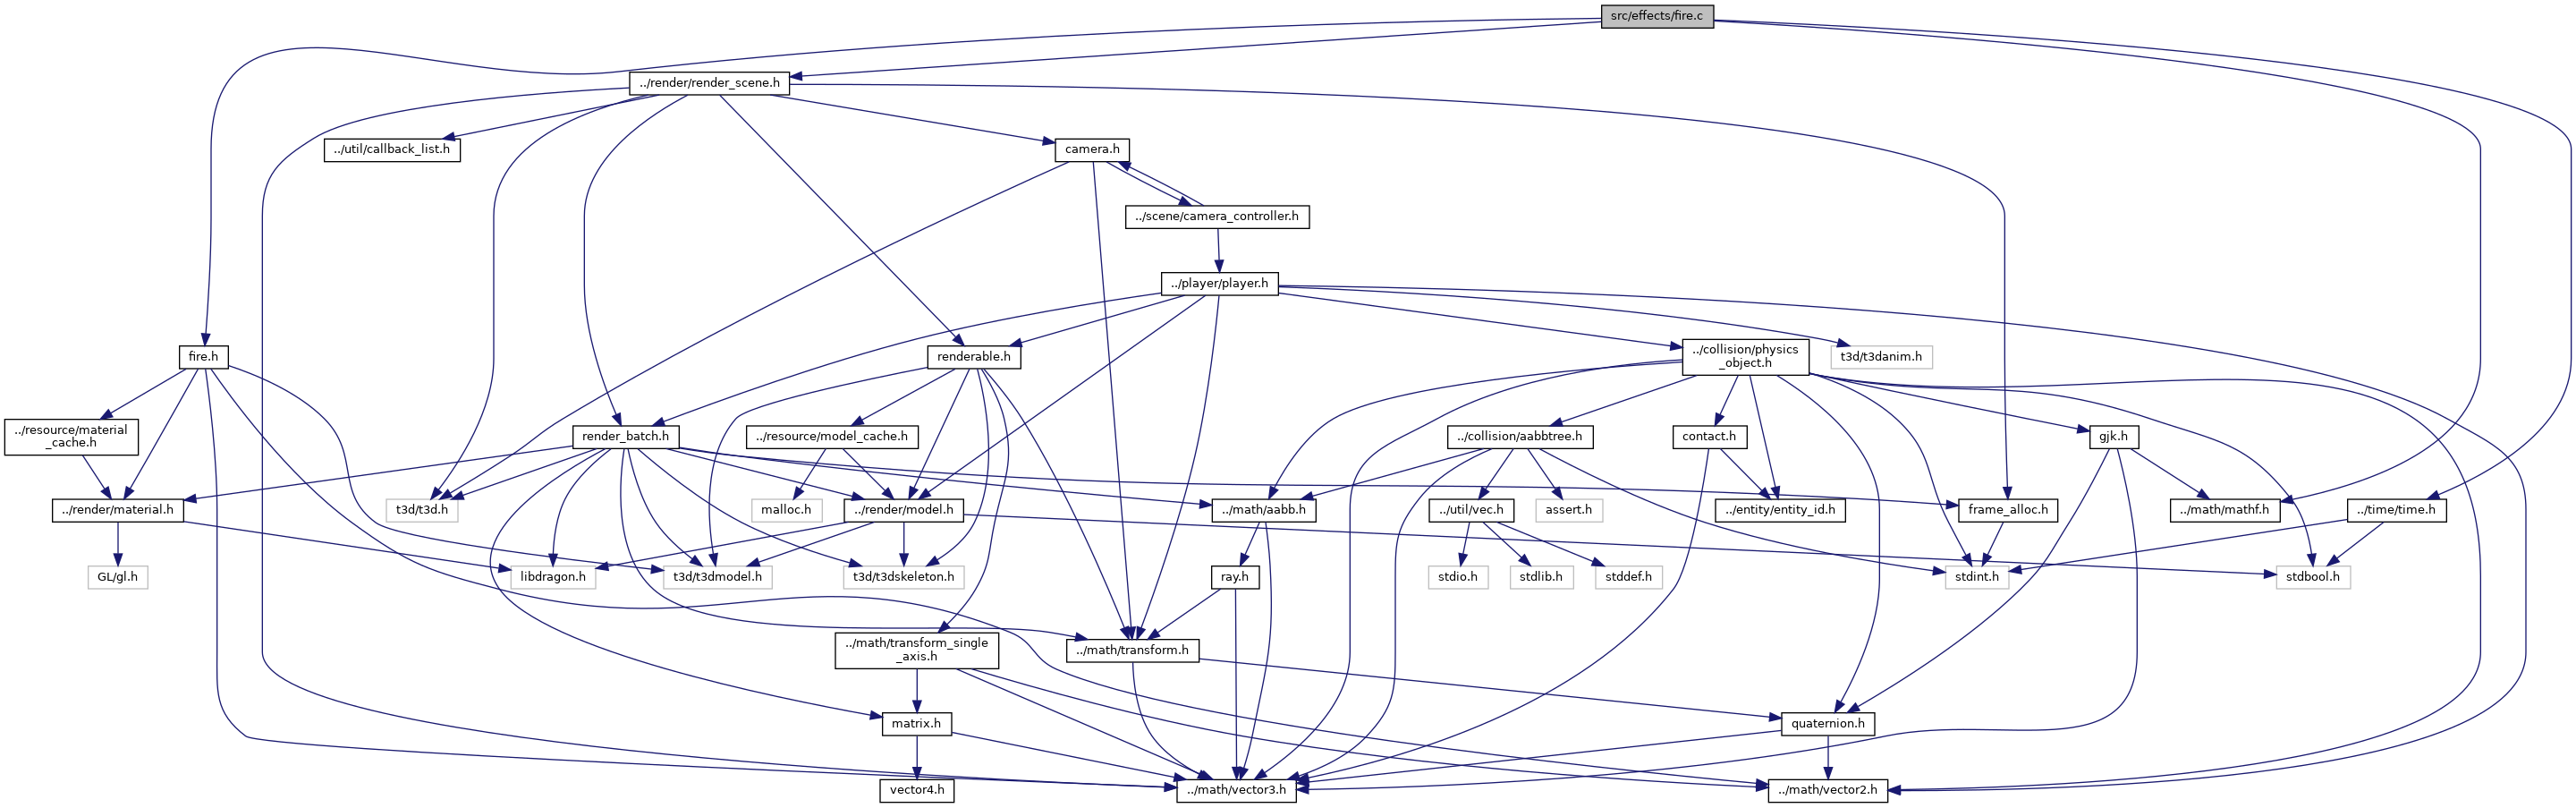 src/effects/fire.c
../render/render_scene.h
../util/callback_list.h
camera.h
../scene/camera_controller.h
../player/player.h
fire.h
renderable.h
../collision/physics
_object.h
t3d/t3danim.h
../resource/material
_cache.h
render_batch.h
../resource/model_cache.h
../collision/aabbtree.h
contact.h
gjk.h
../render/material.h
t3d/t3d.h
malloc.h
../render/model.h
../math/aabb.h
../util/vec.h
assert.h
../entity/entity_id.h
frame_alloc.h
../math/mathf.h
../time/time.h
GL/gl.h
libdragon.h
t3d/t3dmodel.h
t3d/t3dskeleton.h
ray.h
stdio.h
stdlib.h
stddef.h
stdint.h
stdbool.h
../math/transform_single
_axis.h
../math/transform.h
matrix.h
quaternion.h
vector4.h
../math/vector3.h
../math/vector2.h